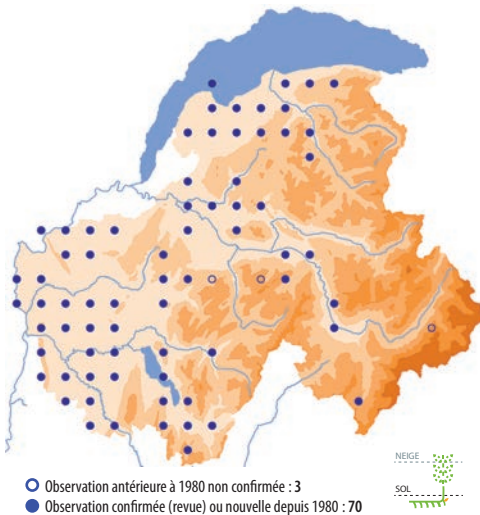 NEIGE
SOL
Observation antérieure à 1980 non confirmée : 3
Observation confirmée (revue) ou nouvelle depuis 1980 : 70